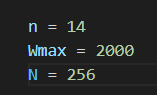 n = 14
Wmax = 2000
N = 256